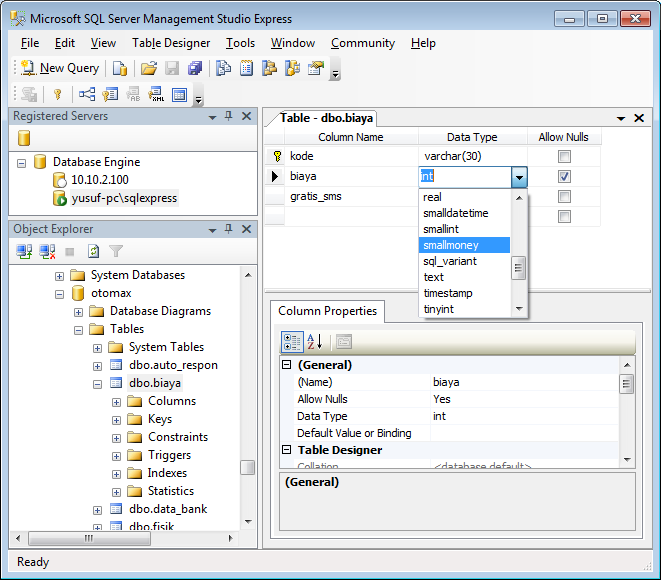 Microsoft SQL Server Management Studio Express
File Edit View Table Designer Tools Window Community Help
New Query
Registered Servers
Database Engine
10.10.2.100
yusuf-pc\sqlexpress
Object Explorer
System Databases
otomax
Database Diagrams
Tables
System Tables
dbo.auto_respon
dbo.biaya
Columns
Keys
Constraints
Triggers
Indexes
Statistics
dbo.data_bank
dbo.fisik
Table - dbo.biaya
Column Name Data Type Allow Nulls
kode varchar(30)
biaya int
gratis_sms
real
smalldatetime
smallint
smallmoney
sql_variant
text
timestamp
tinyint
Column Properties
(General)
(Name) biaya
Allow Nulls Yes
Data Type int
Default Value or Binding
Table Designer
Collation <database default>
(General)
Ready